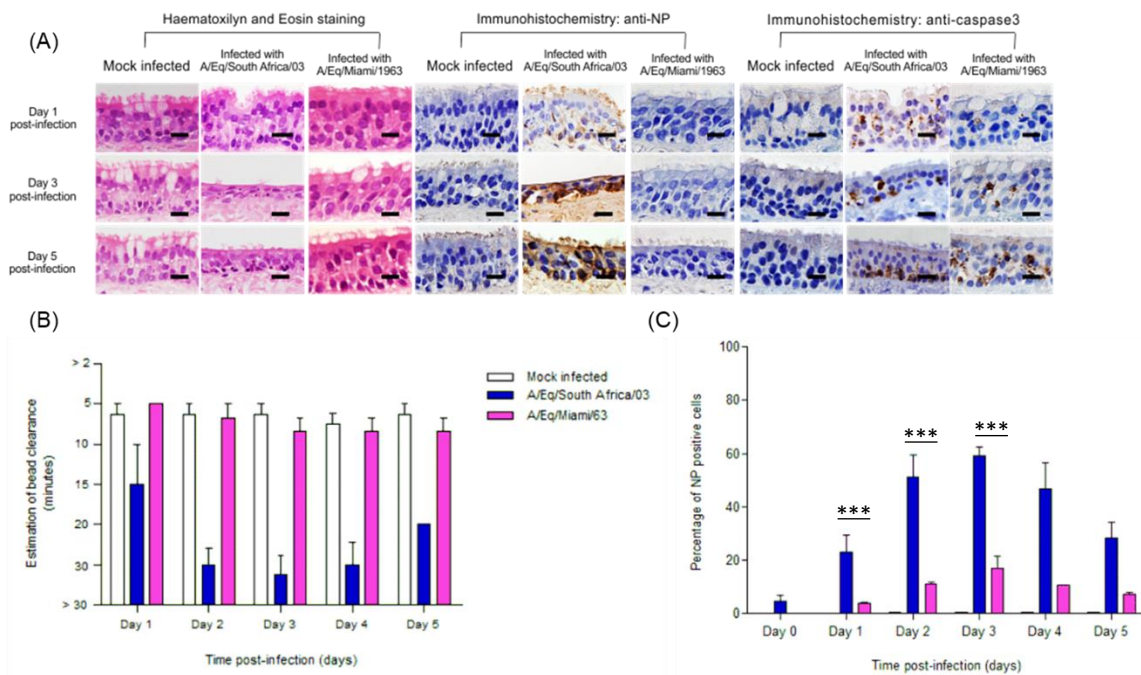 (A)
Haematoxilyn and Eosin staining
Immunohistochemistry: anti-NP
Immunohistochemistry: anti-caspase3
Mock infected
Infected with
A/Eq/South Africa/03
Infected with
A/Eq/Miami/1963
Mock infected
Infected with
A/Eq/South Africa/03
Infected with
A/Eq/Miami/1963
Mock infected
Infected with
A/Eq/South Africa/03
Infected with
A/Eq/Miami/1963
Day 1
post-infection
Day 3
post-infection
Day 5
post-infection
(B)
Estimation of bead clearance
(minutes)
> 2
5
10
15
20
30
> 30
Day 1
Day 2
Day 3
Day 4
Day 5
Time post-infection (days)
Mock infected
A/Eq/South Africa/03
A/Eq/Miami/63
(C)
Percentage of NP positive cells
100
80
60
40
20
0
***
***
***
Day 0
Day 1
Day 2
Day 3
Day 4
Day 5
Time post-infection (days)